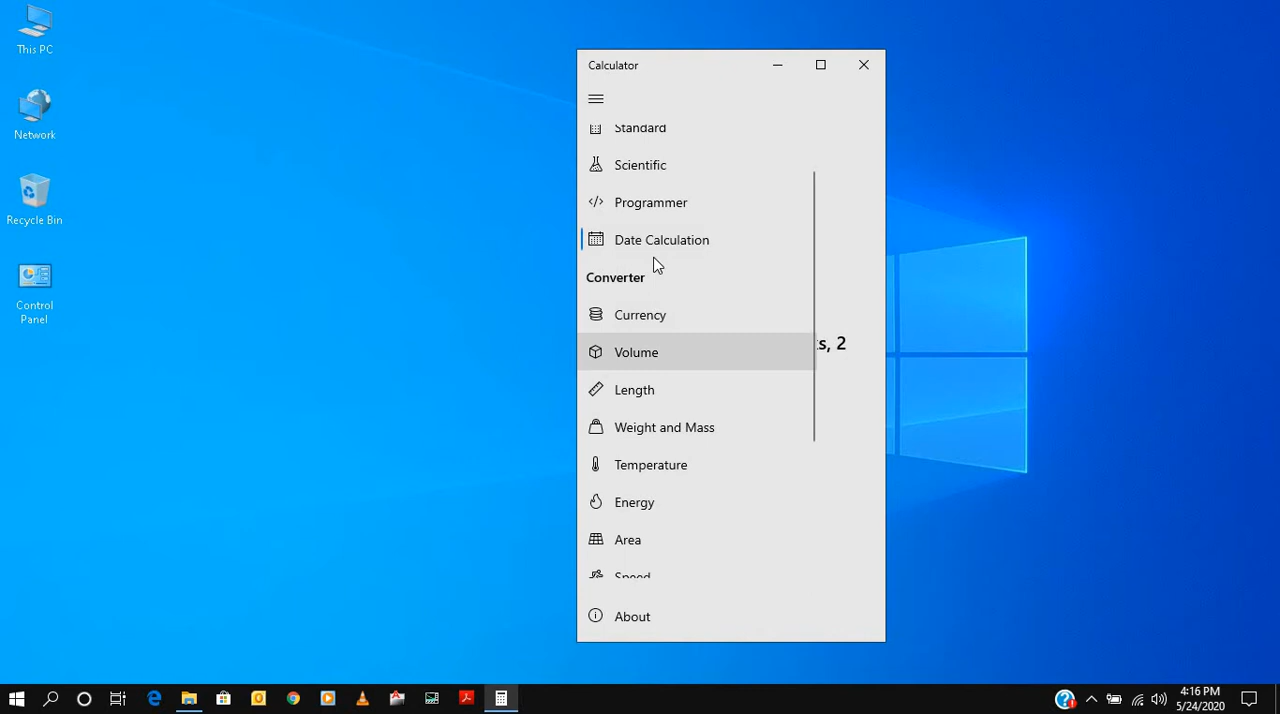 This PC
Network
Recycle Bin
Control
Panel
Calculator
Standard
Scientific
Programmer
Date Calculation
Converter
Currency
Volume
s, 2
Length
Weight and Mass
Temperature
Energy
Area
Speed
About
4:16 PM
5/24/2020